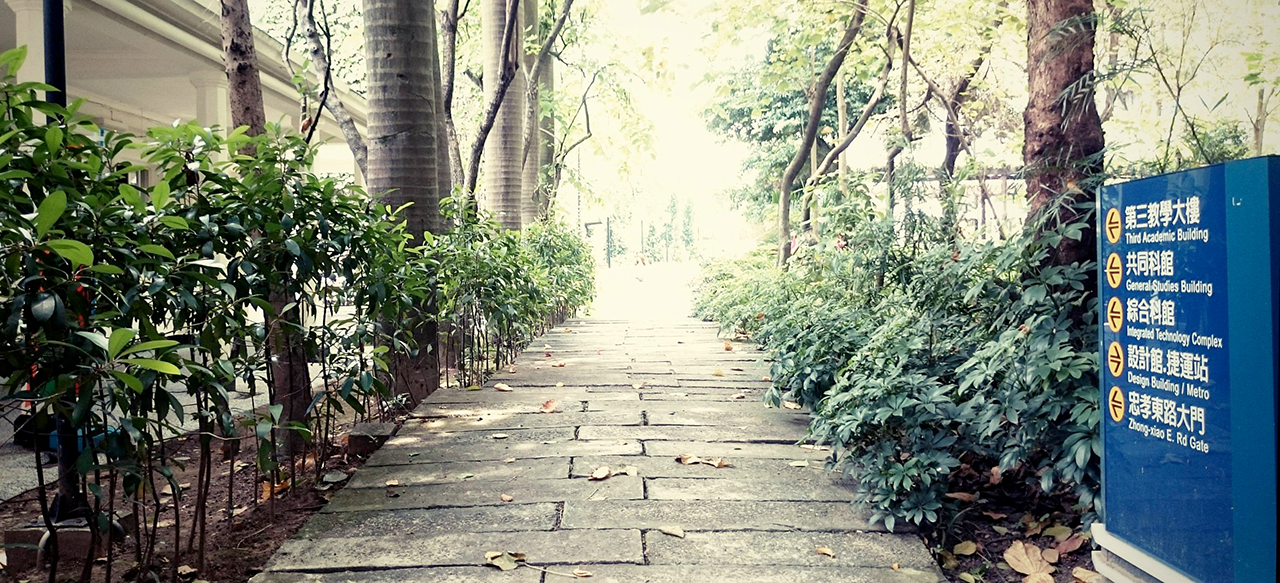 第三教學大樓
Third Academic Building
共同科館
General Studies Building
綜合科館
Integrated Technology Complex
設計館.捷運站
Design Building / Metro
忠孝東路大門
Zhong-xiao E. Rd Gate